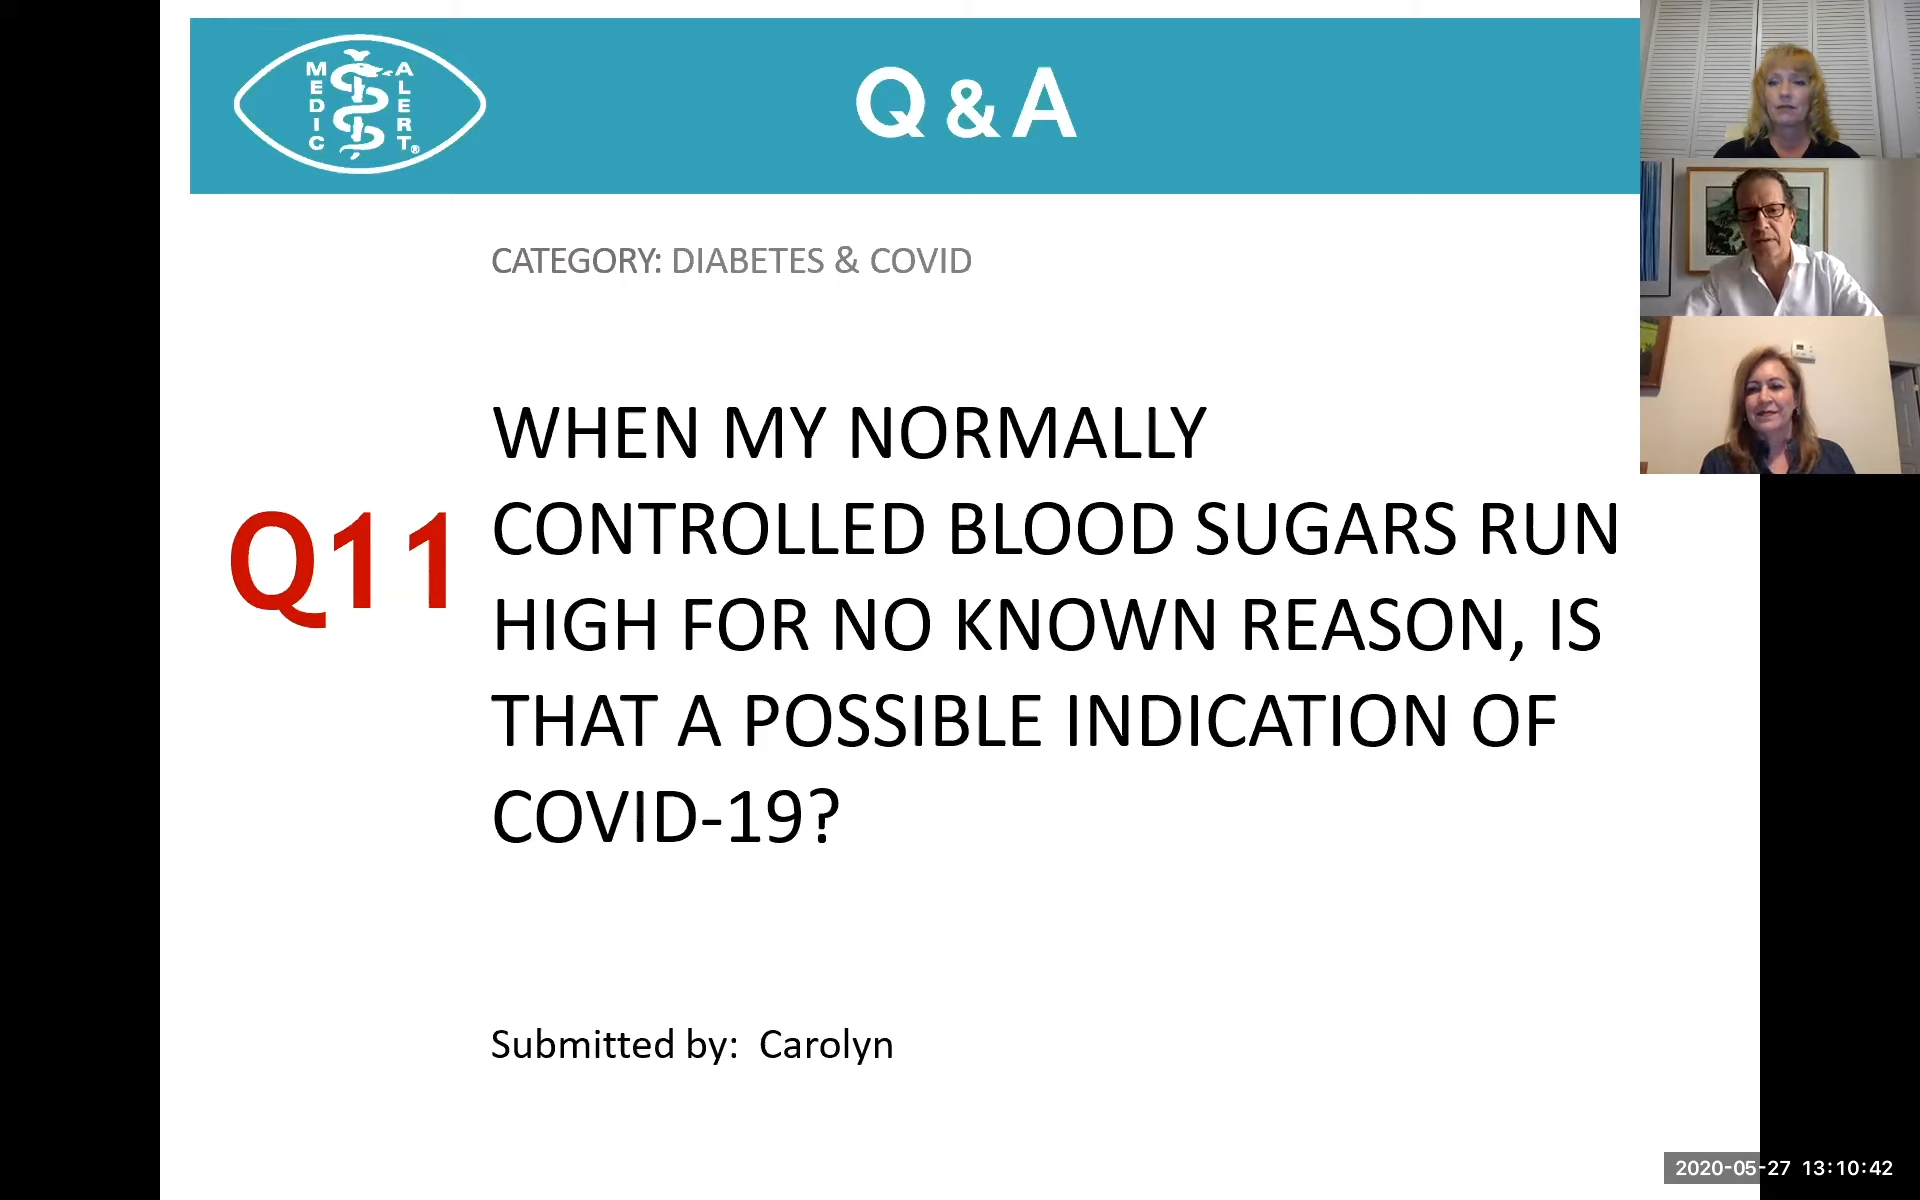 MEDIC ALERT®
Q & A
CATEGORY: DIABETES & COVID
Q11
WHEN MY NORMALLY
CONTROLLED BLOOD SUGARS RUN
HIGH FOR NO KNOWN REASON, IS
THAT A POSSIBLE INDICATION OF
COVID-19?
Submitted by: Carolyn
2020-05-27 13:10:42